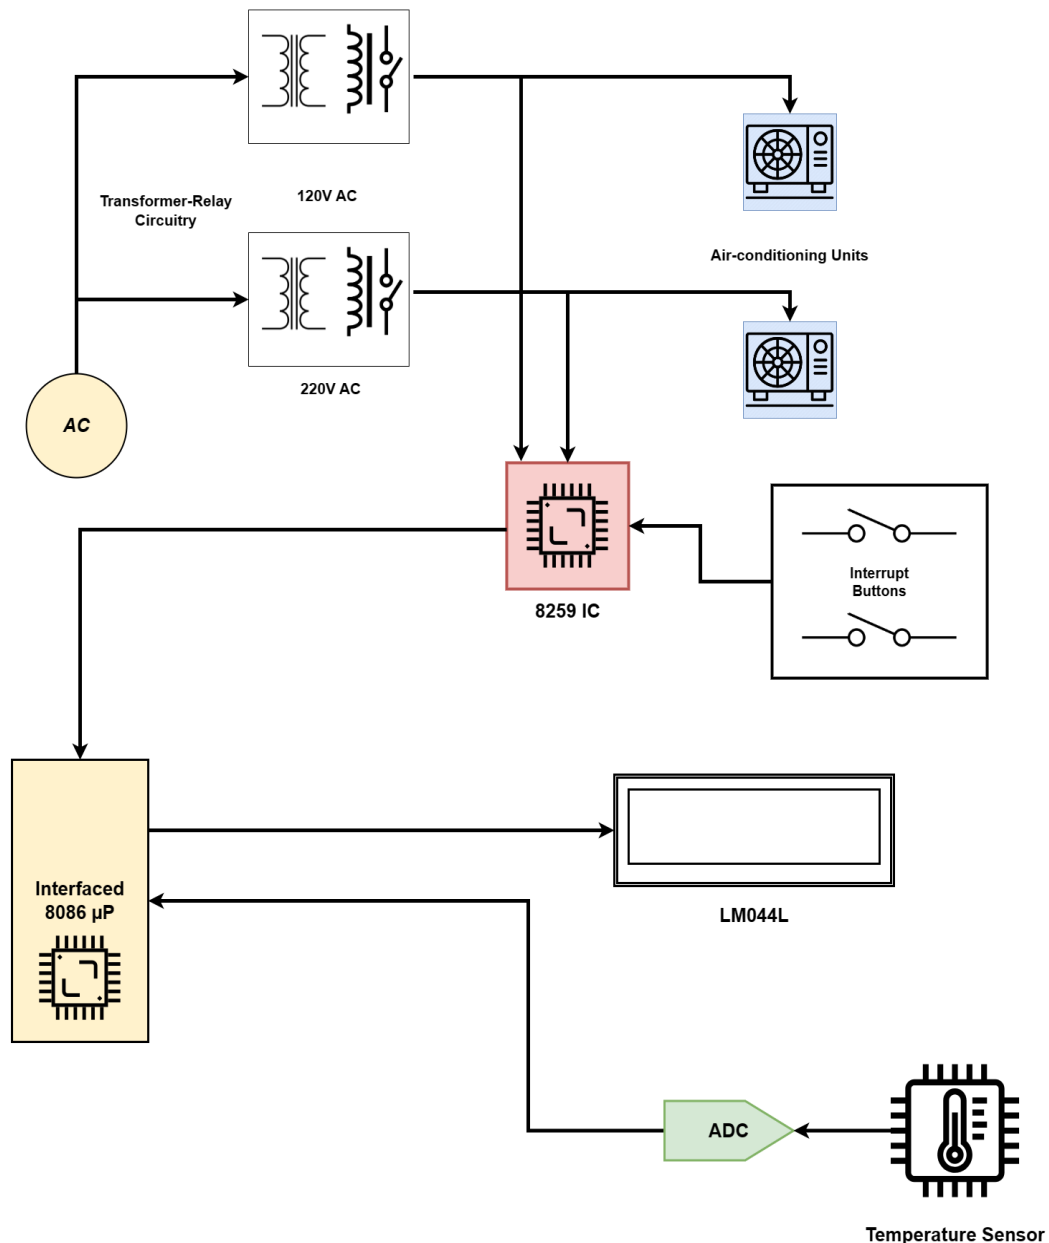 120V AC
Transformer-Relay
Circuitry
Air-conditioning Units
220V AC
AC
Interrupt
Buttons
8259 IC
Interfaced
8086 µP
LM044L
ADC
Temperature Sensor